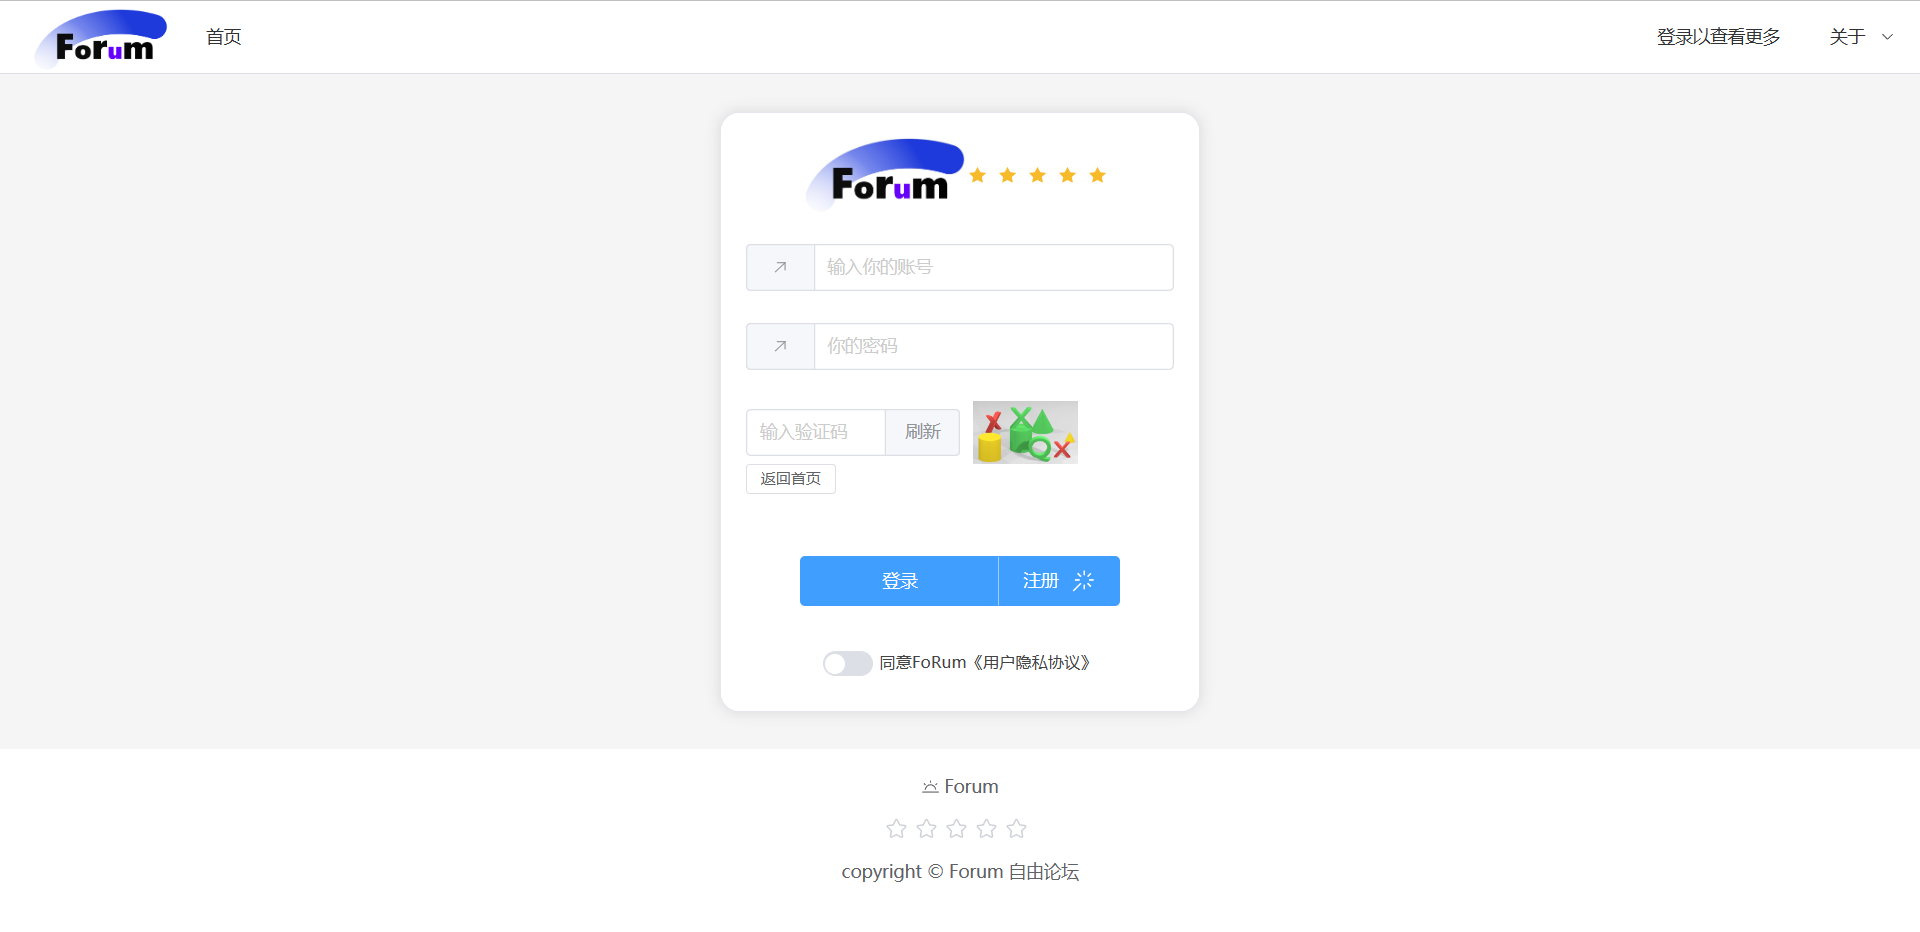 Forum
首页
登录以查看更多
关于
Forum
输入你的账号
你的密码
输入验证码
刷新
X X Q X
返回首页
登录
注册
同意FoRum《用户隐私协议》
Forum
copyright © Forum 自由论坛